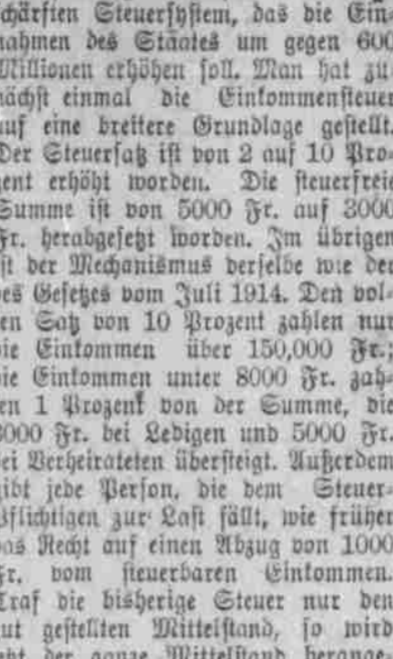 chärften Steuersystem, das die Ein-
nahmen des Staates um gegen 600
Millionen erhöhen soll. Man hat zu-
nächst einmal die Einkommensteuer
auf eine breitere Grundlage gestellt.
Der Steuersatz ist von 2 auf 10 Pro-
zent erhöht worden. Die steuerfreie
Summe ist von 5000 Fr. auf 3000
Fr. herabgesetzt worden. Im übrigen
ist der Mechanismus derselbe wie der
des Gesetzes vom Juli 1914. Den vol-
len Satz von 10 Prozent zahlen nur
die Einkommen über 150,000 Fr.;
die Einkommen unter 8000 Fr. zah-
len 1 Prozent von der Summe, die
3000 Fr. bei Ledigen und 5000 Fr.
bei Verheirateten übersteigt. Außerdem
gibt jede Person, die dem Steuer-
pflichtigen zur Last fällt, wie früher
das Recht auf einen Abzug von 1000
Fr. vom steuerbaren Einkommen.
Traf die bisherige Steuer nur den
gut gestellten Mittelstand, so wird
jetzt der ganze Mittelstand herange-